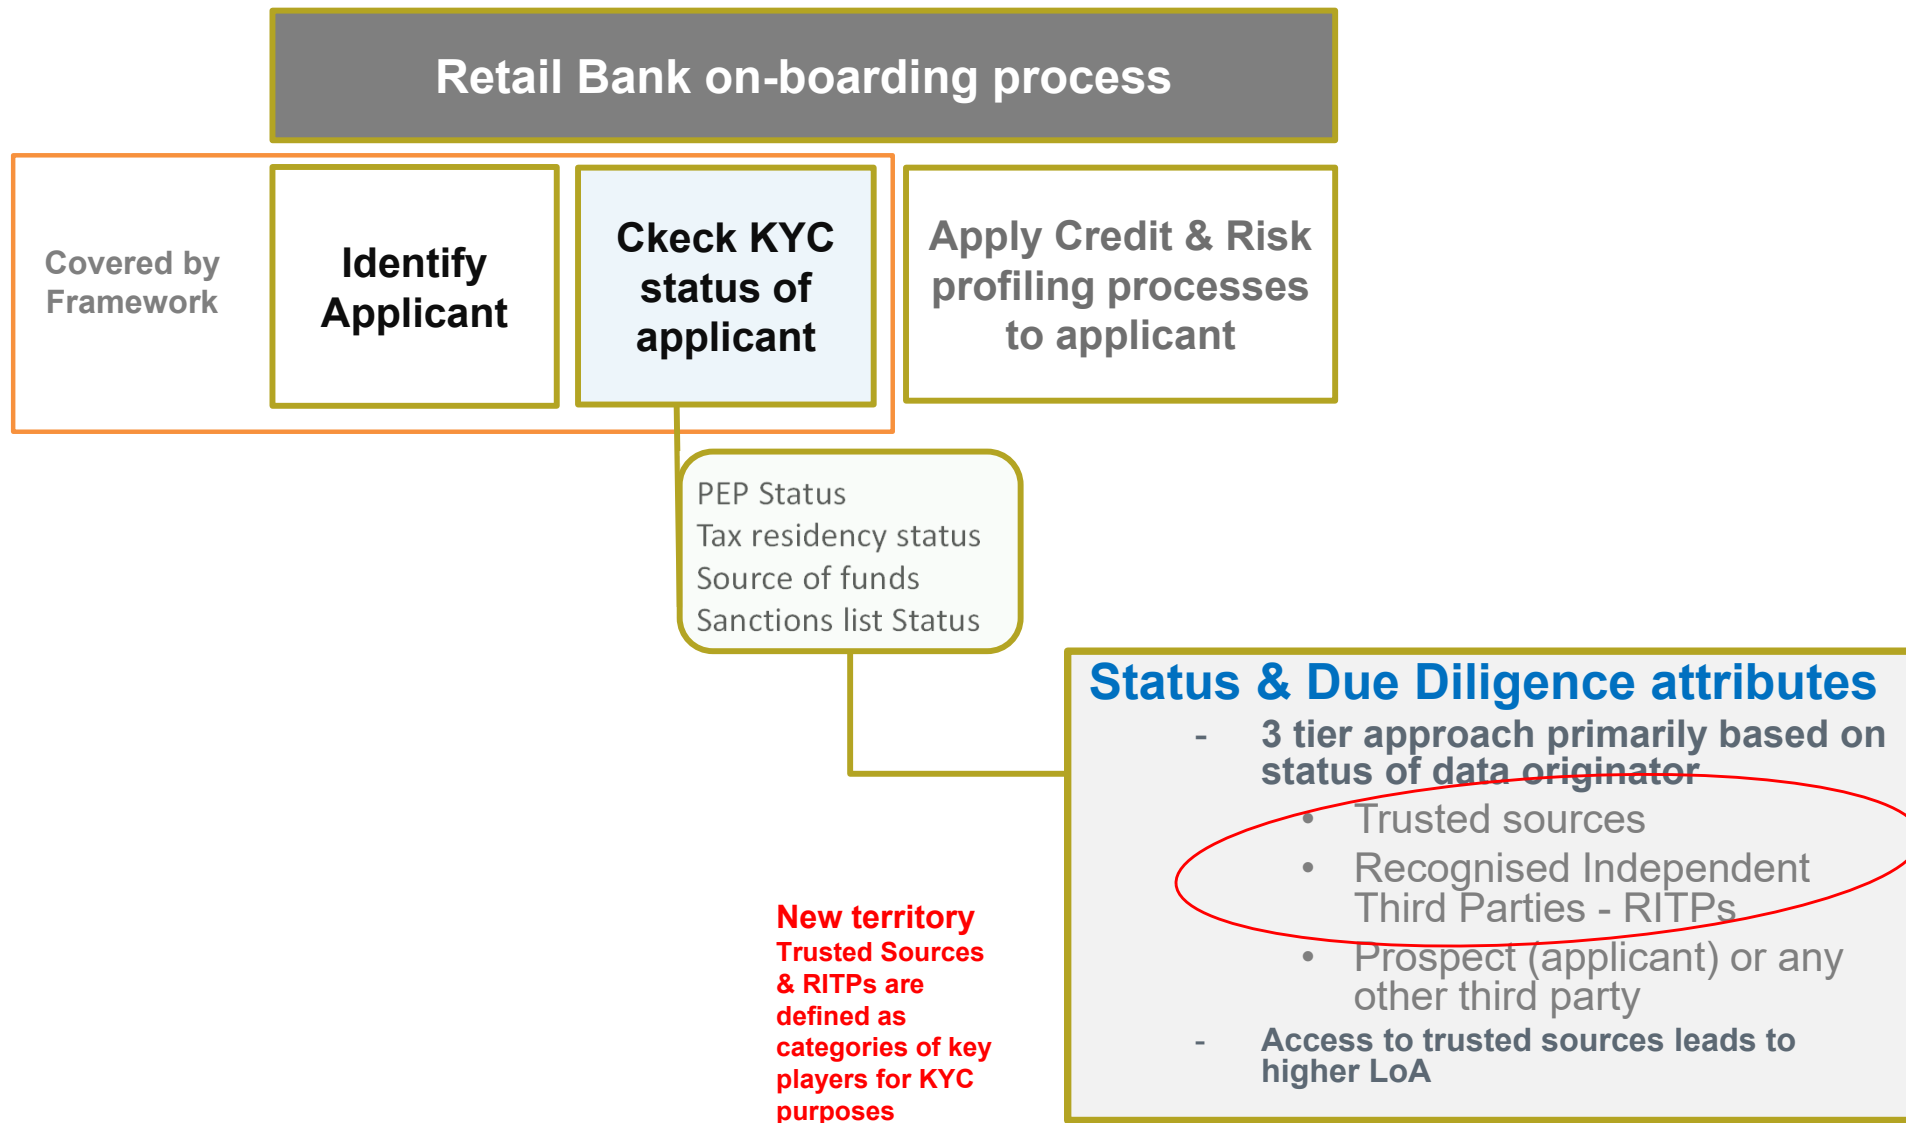 Retail Bank on-boarding process
Covered by
Framework
Identify
Applicant
Ckeck KYC
status of
applicant
Apply Credit & Risk
profiling processes
to applicant
PEP Status
Tax residency status
Source of funds
Sanctions list Status
Status & Due Diligence attributes
- 3 tier approach primarily based on
status of data originator
• Trusted sources
• Recognised Independent
Third Parties - RITPs
• Prospect (applicant) or any
other third party
- Access to trusted sources leads to
higher LoA
New territory
Trusted Sources
& RITPs are
defined as
categories of key
players for KYC
purposes